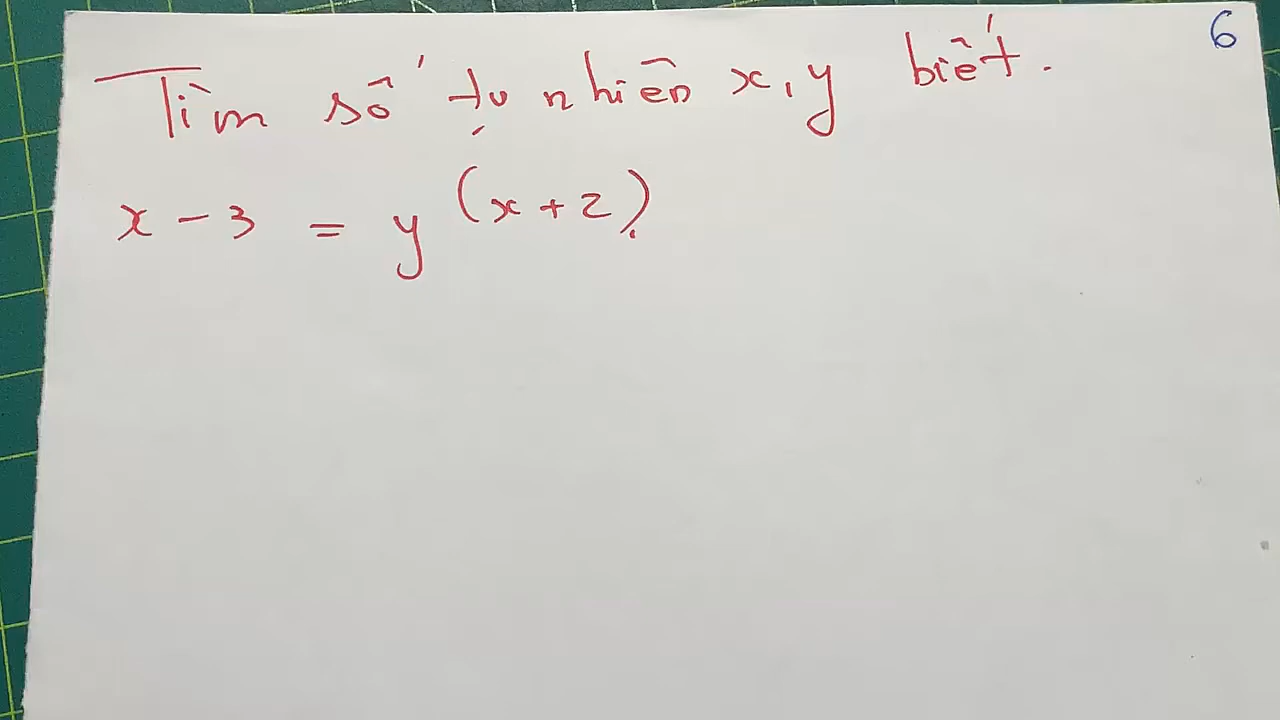 6
Tìm số tự nhiên x, y biết.
x - 3 = y^(x + 2).